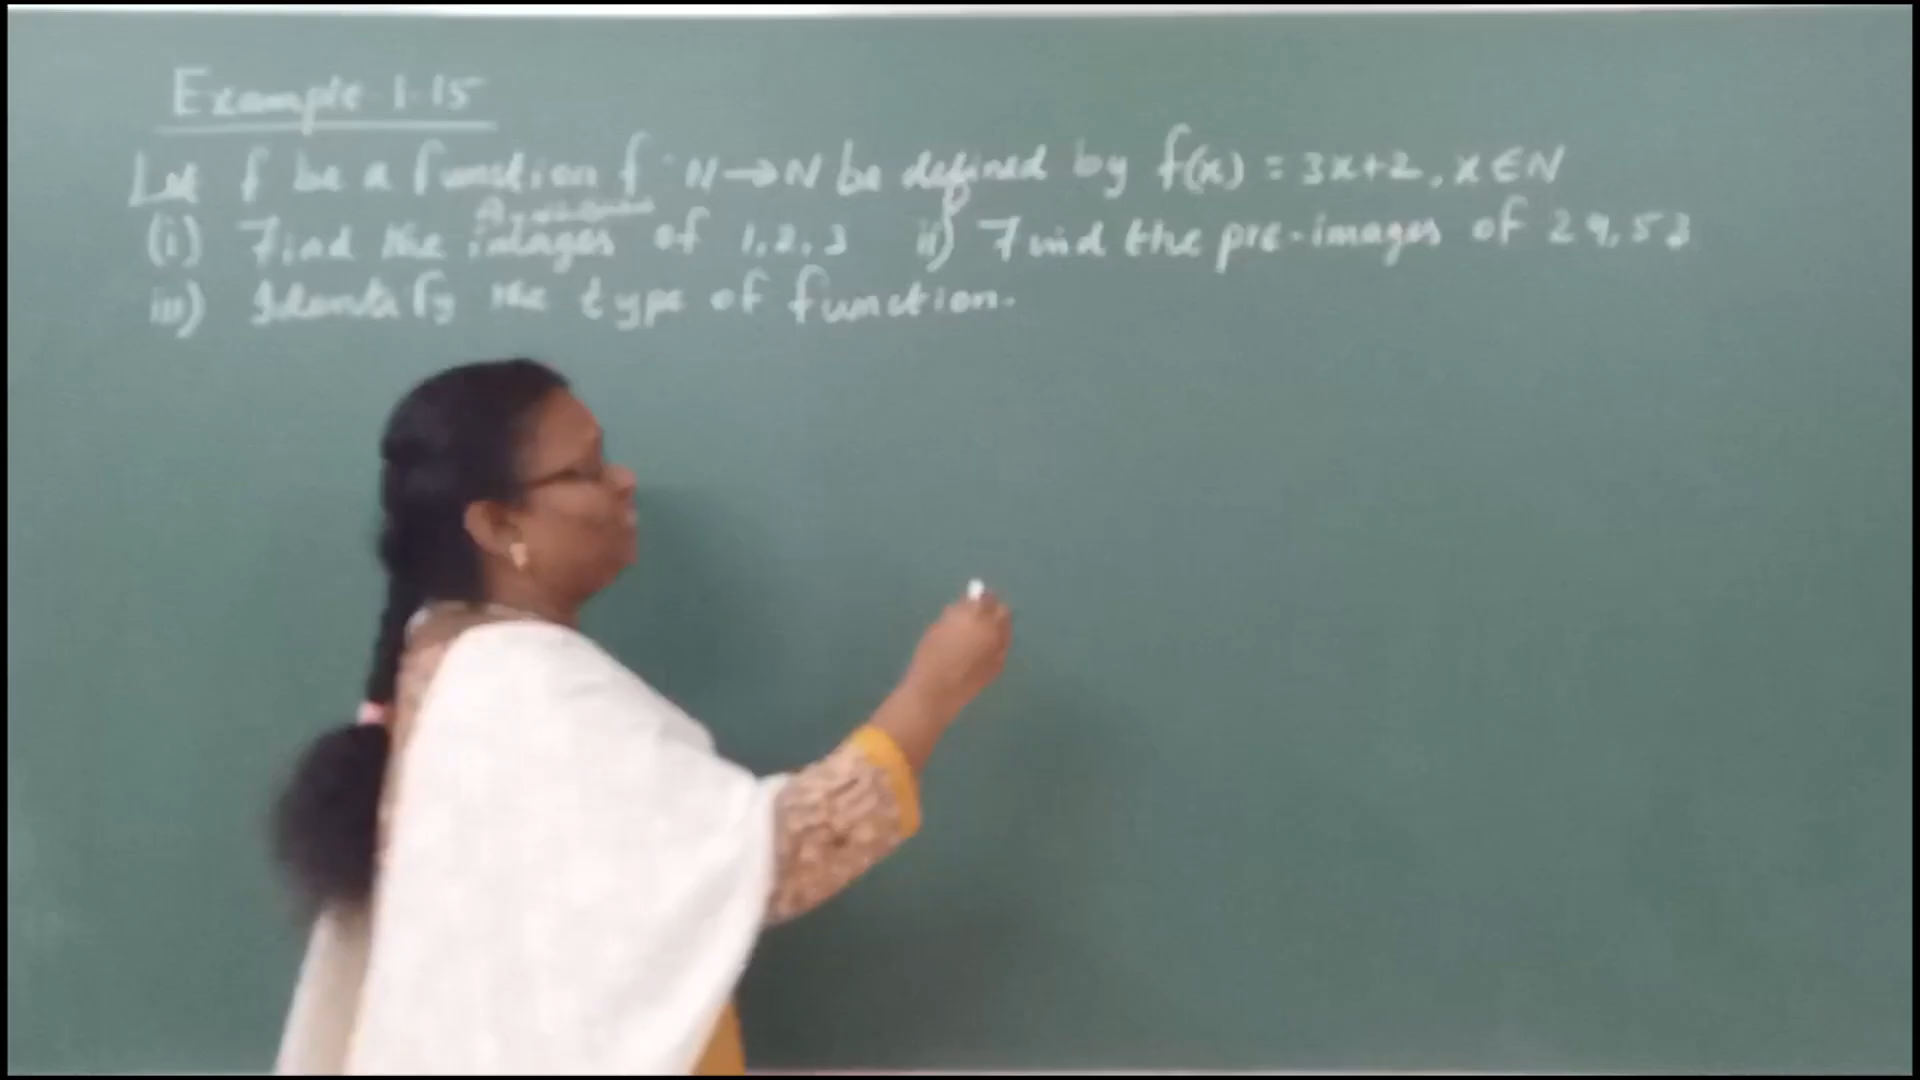 Example 1.15
Let f be a function f : N→N be defined by f(x) = 3x+2, x∈N
(i) Find the images of 1, 2, 3 ii) Find the pre-images of 29, 53
iii) Identify the type of function.